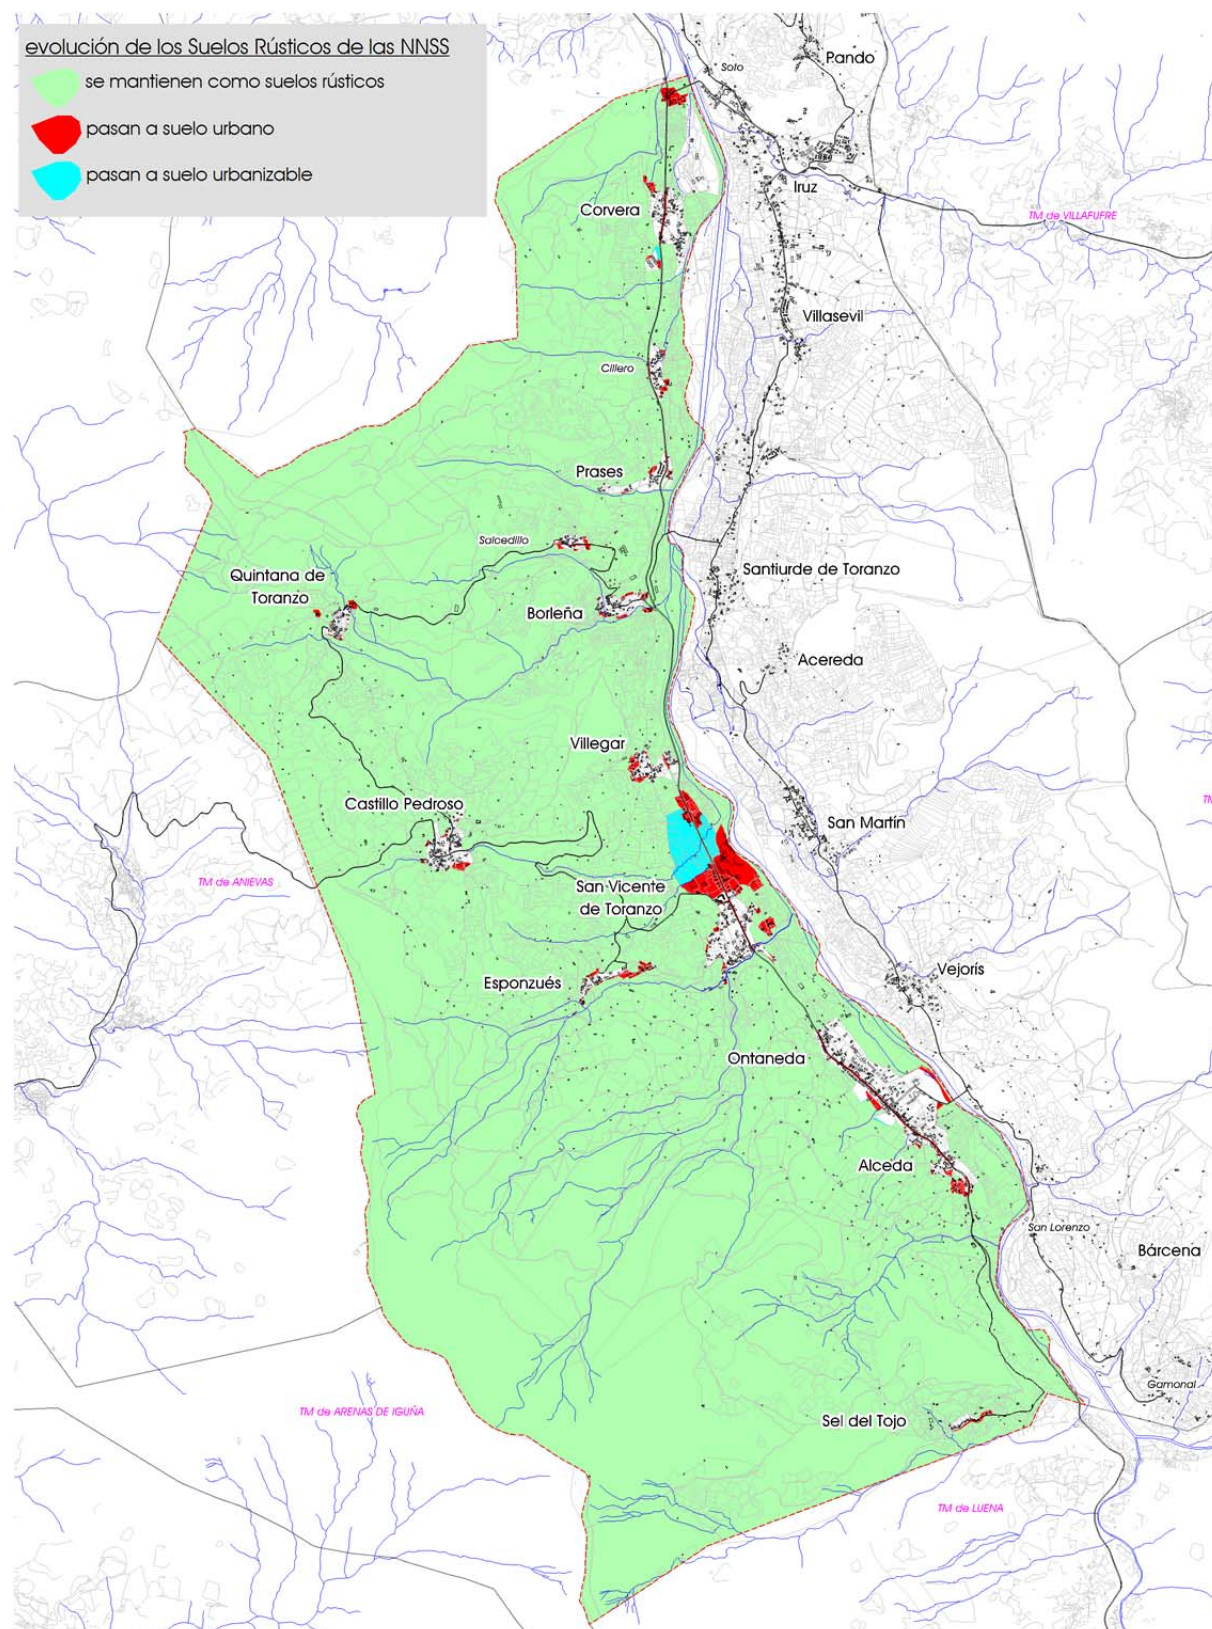 evolución de los Suelos Rústicos de las NNSS
se mantienen como suelos rústicos
pasan a suelo urbano
pasan a suelo urbanizable
Pando
Soto
Iruz
Corvera
TM de VILLAFUFRE
Villasevil
Cillero
Prases
Salcedillo
Santiurde de Toranzo
Quintana de
Toranzo
Borleña
Acereda
Villegar
Castillo Pedroso
TM
San Martín
TM de ANIEVAS
San Vicente
de Toranzo
Esponzués
Vejorís
Ontaneda
Alceda
San Lorenzo
Bárcena
Gamonal
TM de ARENAS DE IGUÑA
Sel del Tojo
TM de LUENA